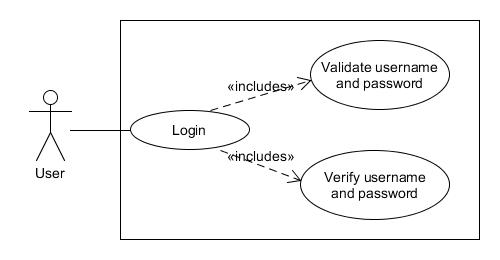 Validate username
and password
«includes»
Login
User
«includes»
Verify username
and password